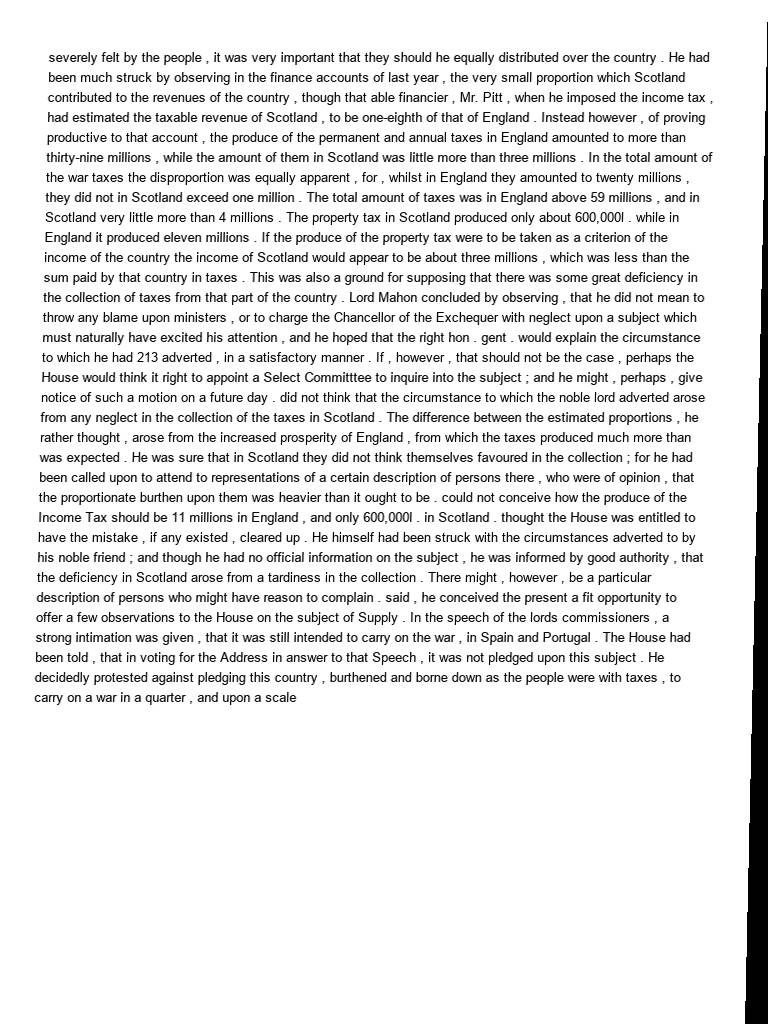 severely felt by the people , it was very important that they should he equally distributed over the country . He had
been much struck by observing in the finance accounts of last year , the very small proportion which Scotland
contributed to the revenues of the country , though that able financier , Mr. Pitt , when he imposed the income tax ,
had estimated the taxable revenue of Scotland , to be one-eighth of that of England . Instead however , of proving
productive to that account , the produce of the permanent and annual taxes in England amounted to more than
thirty-nine millions , while the amount of them in Scotland was little more than three millions . In the total amount of
the war taxes the disproportion was equally apparent , for , whilst in England they amounted to twenty millions ,
they did not in Scotland exceed one million . The total amount of taxes was in England above 59 millions , and in
Scotland very little more than 4 millions . The property tax in Scotland produced only about 600,000l . while in
England it produced eleven millions . If the produce of the property tax were to be taken as a criterion of the
income of the country the income of Scotland would appear to be about three millions , which was less than the
sum paid by that country in taxes . This was also a ground for supposing that there was some great deficiency in
the collection of taxes from that part of the country . Lord Mahon concluded by observing , that he did not mean to
throw any blame upon ministers , or to charge the Chancellor of the Exchequer with neglect upon a subject which
must naturally have excited his attention , and he hoped that the right hon . gent . would explain the circumstance
to which he had 213 adverted , in a satisfactory manner . If , however , that should not be the case , perhaps the
House would think it right to appoint a Select Committtee to inquire into the subject ; and he might , perhaps , give
notice of such a motion on a future day . did not think that the circumstance to which the noble lord adverted arose
from any neglect in the collection of the taxes in Scotland . The difference between the estimated proportions , he
rather thought , arose from the increased prosperity of England , from which the taxes produced much more than
was expected . He was sure that in Scotland they did not think themselves favoured in the collection ; for he had
been called upon to attend to representations of a certain description of persons there , who were of opinion , that
the proportionate burthen upon them was heavier than it ought to be . could not conceive how the produce of the
Income Tax should be 11 millions in England , and only 600,000l . in Scotland . thought the House was entitled to
have the mistake , if any existed , cleared up . He himself had been struck with the circumstances adverted to by
his noble friend ; and though he had no official information on the subject , he was informed by good authority , that
the deficiency in Scotland arose from a tardiness in the collection . There might , however , be a particular
description of persons who might have reason to complain . said , he conceived the present a fit opportunity to
offer a few observations to the House on the subject of Supply . In the speech of the lords commissioners , a
strong intimation was given , that it was still intended to carry on the war , in Spain and Portugal . The House had
been told , that in voting for the Address in answer to that Speech , it was not pledged upon this subject . He
decidedly protested against pledging this country , burthened and borne down as the people were with taxes , to
carry on a war in a quarter , and upon a scale